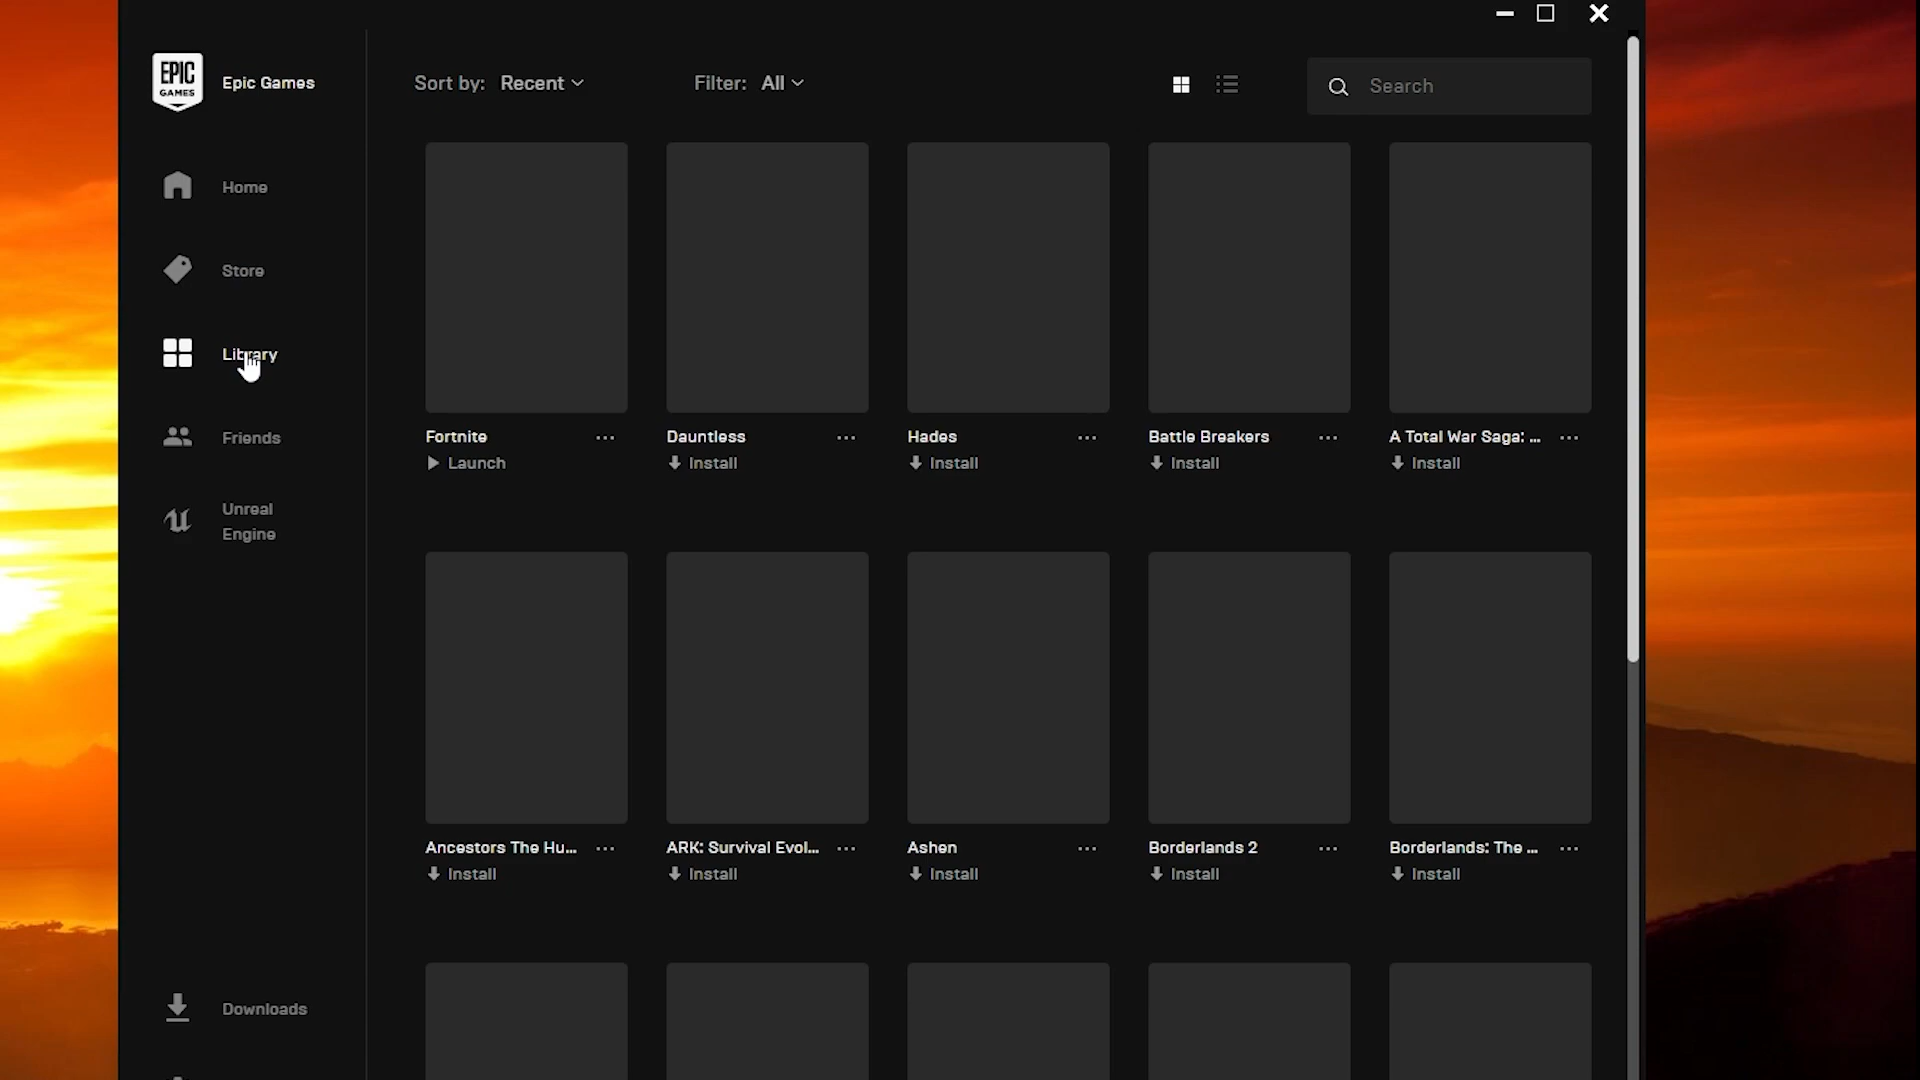 EPIC
GAMES
Epic Games
Home
Store
Library
Friends
Unreal
Engine
Downloads
Sort by: Recent
Filter: All
Search
Fortnite ...
Launch
Dauntless ...
Install
Hades ...
Install
Battle Breakers ...
Install
A Total War Saga: ... ...
Install
Ancestors The Hu... ...
Install
ARK: Survival Evol... ...
Install
Ashen ...
Install
Borderlands 2 ...
Install
Borderlands: The ... ...
Install